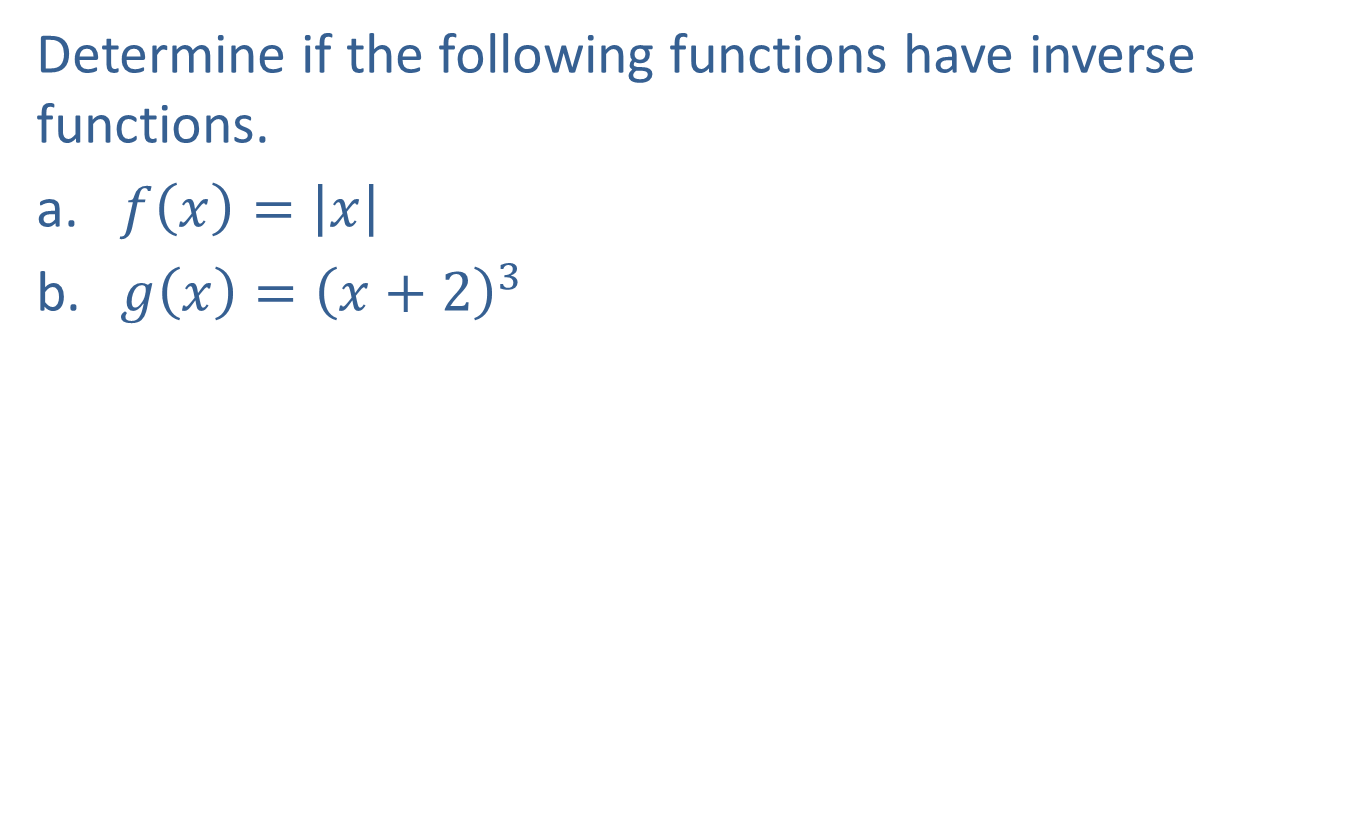 Determine if the following functions have inverse
functions.
a. f(x) = |x|
b. g(x) = (x + 2)³